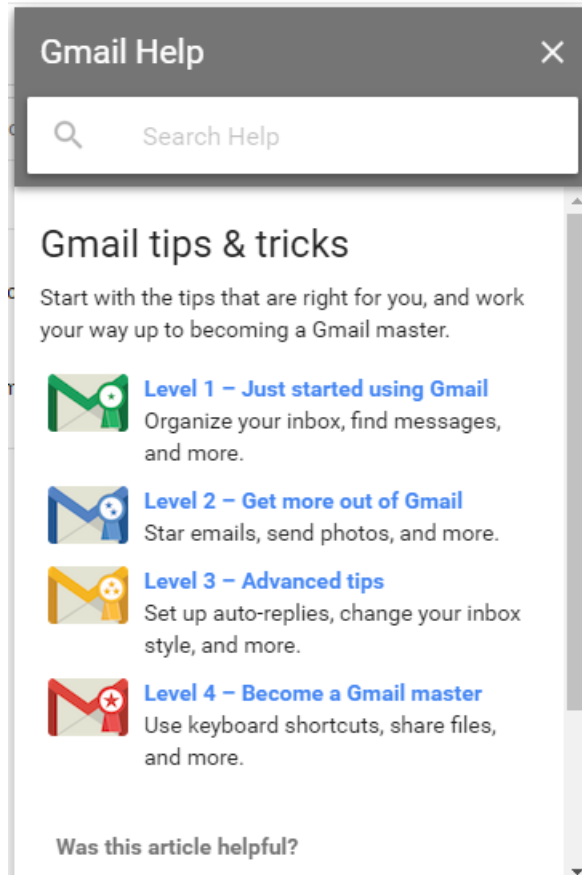 Gmail Help
Search Help
Gmail tips & tricks
Start with the tips that are right for you, and work
your way up to becoming a Gmail master.
Level 1 – Just started using Gmail
Organize your inbox, find messages,
and more.
Level 2 – Get more out of Gmail
Star emails, send photos, and more.
Level 3 – Advanced tips
Set up auto-replies, change your inbox
style, and more.
Level 4 – Become a Gmail master
Use keyboard shortcuts, share files,
and more.
Was this article helpful?